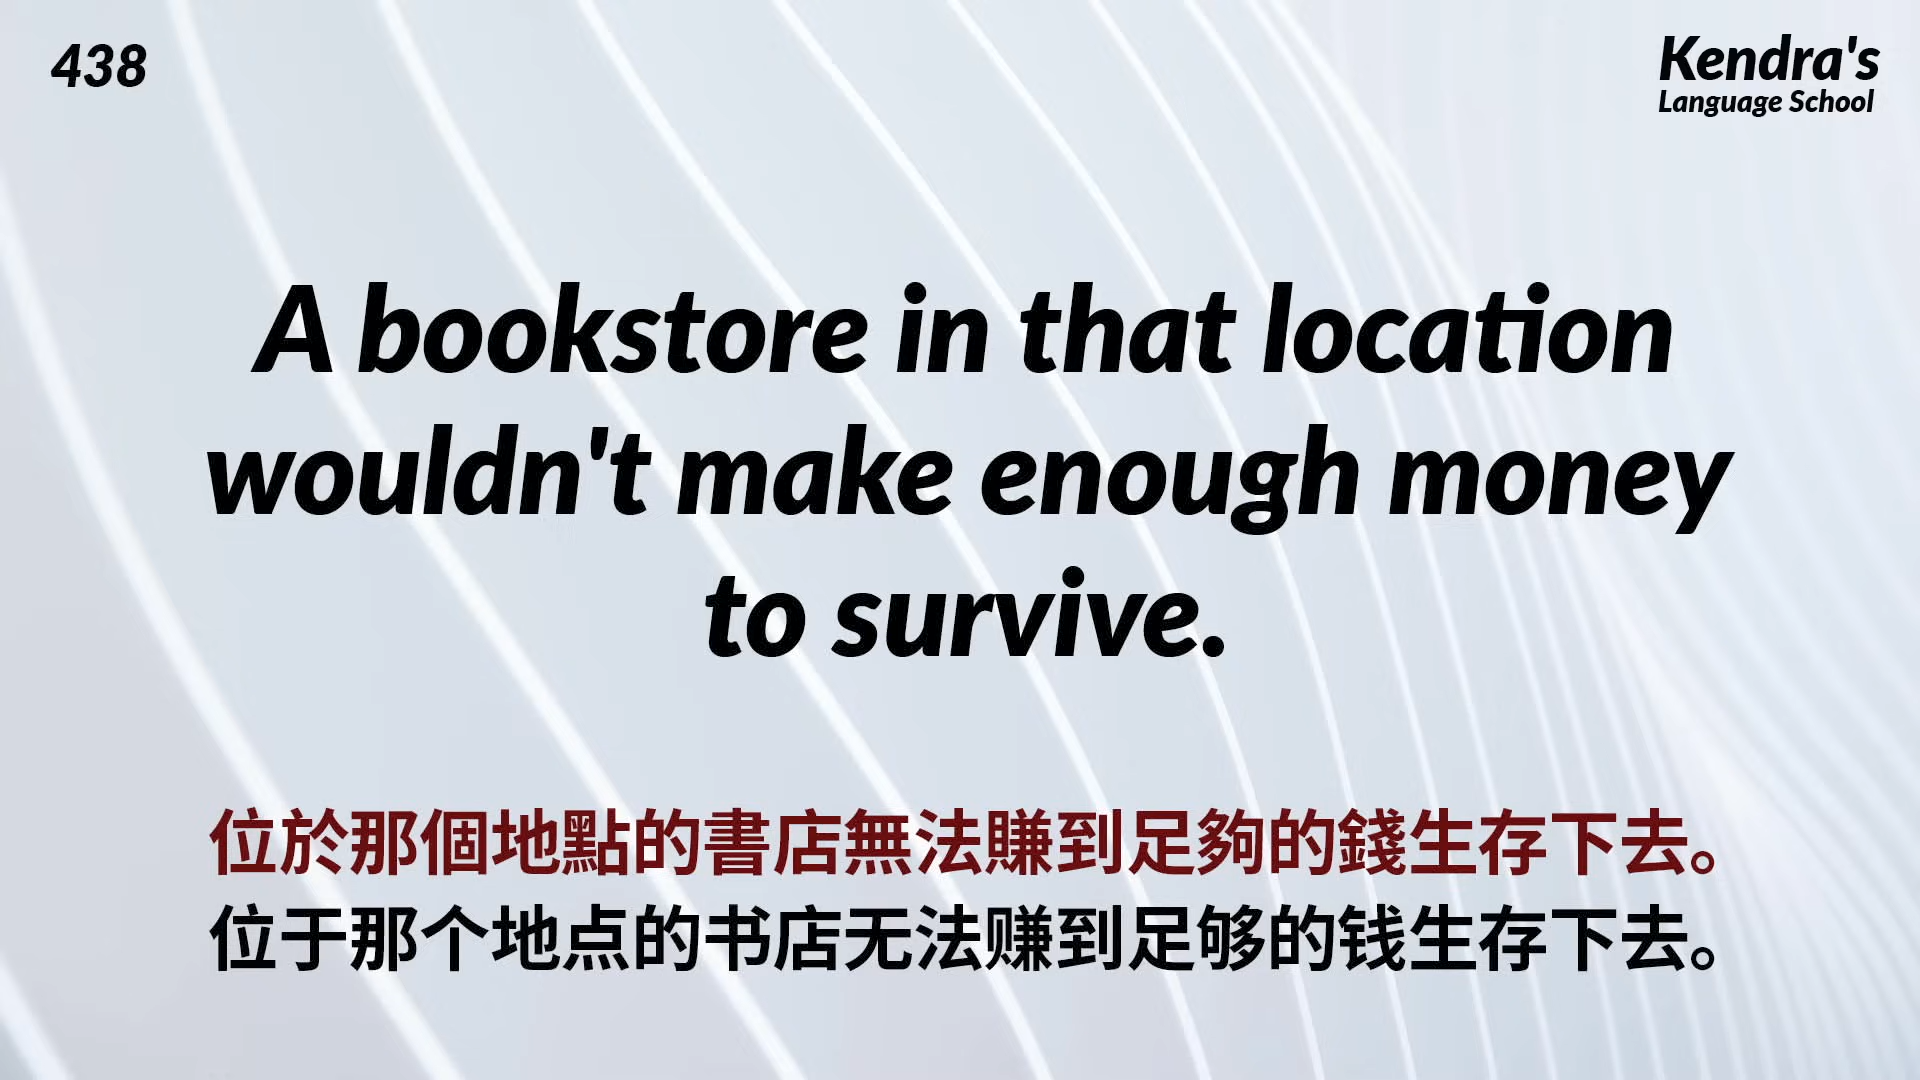 438
Kendra's
Language School
A bookstore in that location
wouldn't make enough money
to survive.
位於那個地點的書店無法賺到足夠的錢生存下去。
位于那个地点的书店无法赚到足够的钱生存下去。